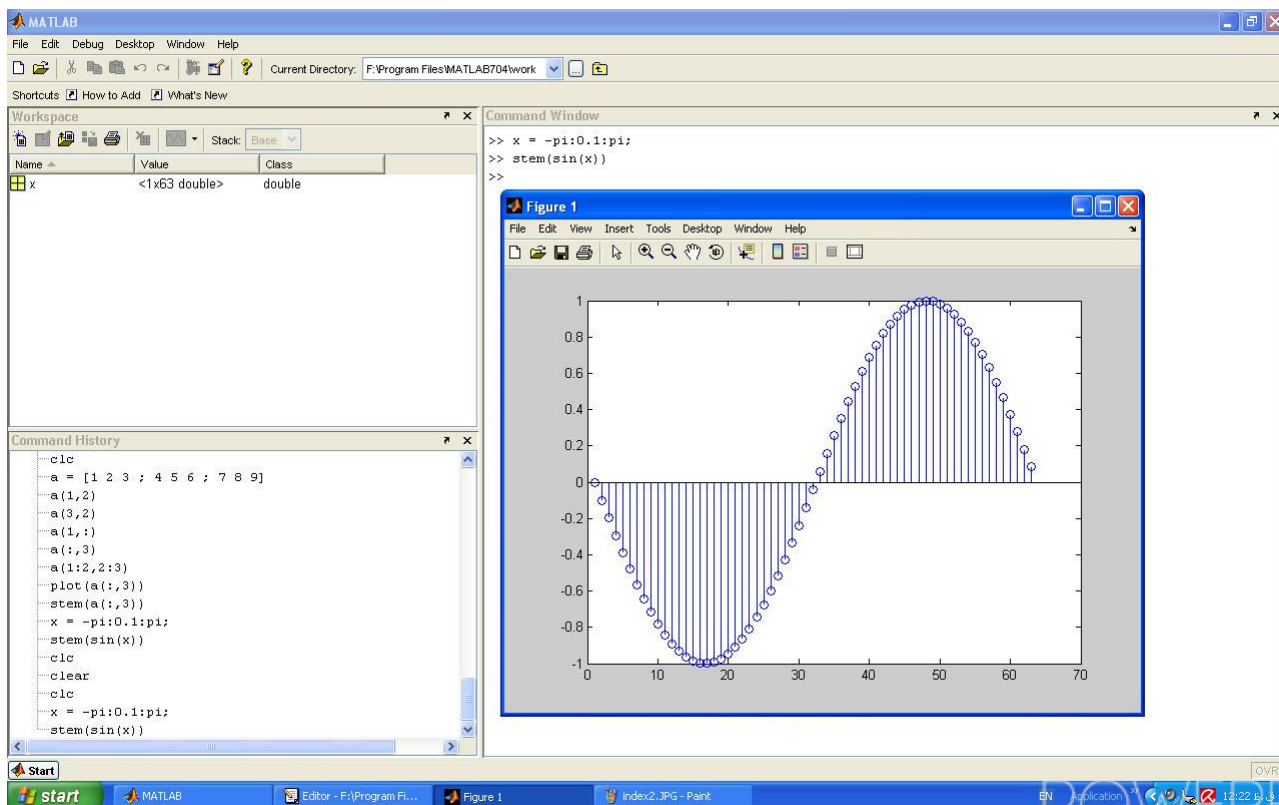 MATLAB
File Edit Debug Desktop Window Help
Current Directory: F:\Program Files\MATLAB704\work
Shortcuts How to Add What's New
Workspace
Stack: Base
Name Value Class
x <1x63 double> double
Command History
clc
a = [1 2 3 ; 4 5 6 ; 7 8 9]
a(1,2)
a(3,2)
a(1,:)
a(:,3)
a(1:2,2:3)
plot(a(:,3))
stem(a(:,3))
x = -pi:0.1:pi;
stem(sin(x))
clc
clear
clc
x = -pi:0.1:pi;
stem(sin(x))
Command Window
>> x = -pi:0.1:pi;
>> stem(sin(x))
>>
Figure 1
File Edit View Insert Tools Desktop Window Help
1
0.8
0.6
0.4
0.2
0
-0.2
-0.4
-0.6
-0.8
-1
0 10 20 30 40 50 60 70
Start
OVR
start MATLAB Editor - F:\Program Fi... Figure 1 index2.JPG - Paint EN Application 12:22